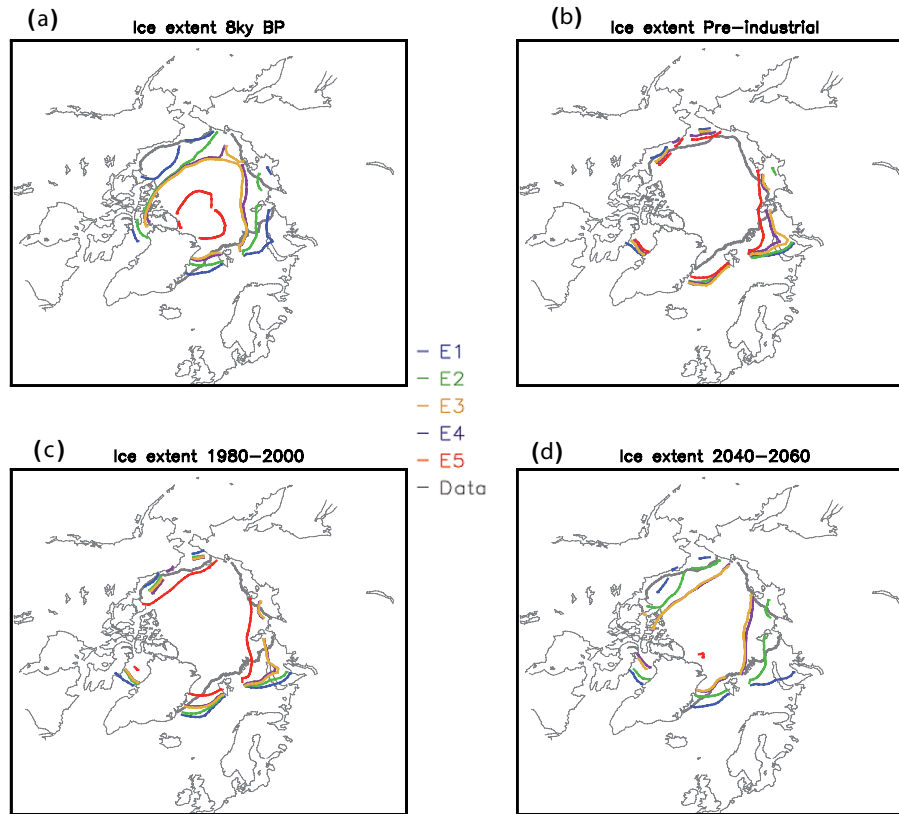 (a)
Ice extent 8ky BP
(b)
Ice extent Pre-industrial
E1
E2
E3
E4
E5
Data
(c)
Ice extent 1980-2000
(d)
Ice extent 2040-2060